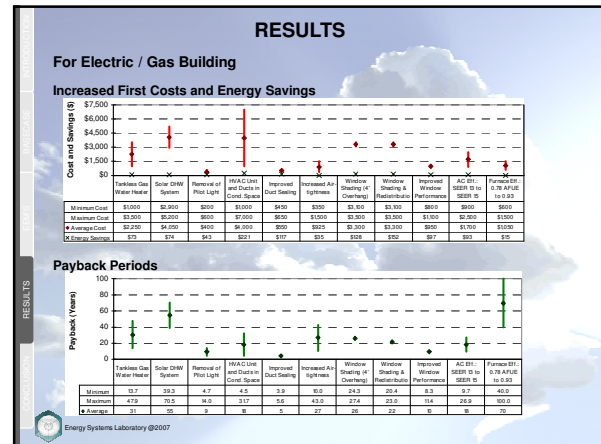 RESULTS
For Electric / Gas Building
Increased First Costs and Energy Savings
Cost and Savings ($)
$7,500
$6,000
$4,500
$3,000
$1,500
$0
Tankless Gas Water Heater
Solar DHW System
Removal of Pilot Light
HVAC Unit and Ducts in Cond. Space
Improved Duct Sealing
Increased Air-tightness
Window Shading (4' Overhang)
Window Shading & Redistributio
Improved Window Performance
AC Eff.: SEER 13 to SEER 15
Furnace Eff.: 0.78 AFUE to 0.93
Minimum Cost $1,000 $2,900 $200 $1,000 $450 $350 $3,100 $3,100 $800 $900 $600
Maximum Cost $3,500 $5,200 $600 $7,000 $650 $1,500 $3,500 $3,500 $1,100 $2,500 $1,500
Average Cost $2,250 $4,050 $400 $4,000 $550 $925 $3,300 $3,300 $950 $1,700 $1,050
Energy Savings $73 $74 $43 $221 $117 $35 $128 $152 $97 $93 $15
Payback Periods
Payback (Years)
100
80
60
40
20
0
Tankless Gas Water Heater
Solar DHW System
Removal of Pilot Light
HVAC Unit and Ducts in Cond. Space
Improved Duct Sealing
Increased Air-tightness
Window Shading (4' Overhang)
Window Shading & Redistributio
Improved Window Performance
AC Eff.: SEER 13 to SEER 15
Furnace Eff.: 0.78 AFUE to 0.93
Minimum 13.7 39.3 4.7 4.5 3.9 10.0 24.3 20.4 8.3 9.7 40.0
Maximum 47.9 70.5 14.0 31.7 5.6 43.0 27.4 23.0 11.4 26.9 100.0
Average 31 55 9 18 5 27 26 22 10 18 70
RESULTS
Energy Systems Laboratory @2007